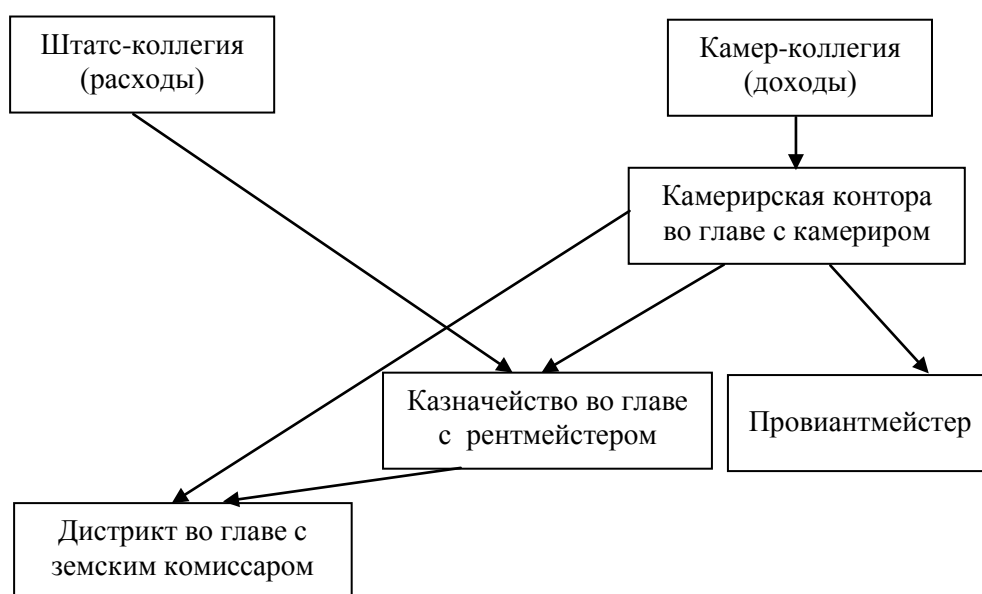 Штатс-коллегия
(расходы)
Камер-коллегия
(доходы)
Камерирская контора
во главе с камериром
Казначейство во главе
с рентмейстером
Провиантмейстер
Дистрикт во главе с
земским комиссаром